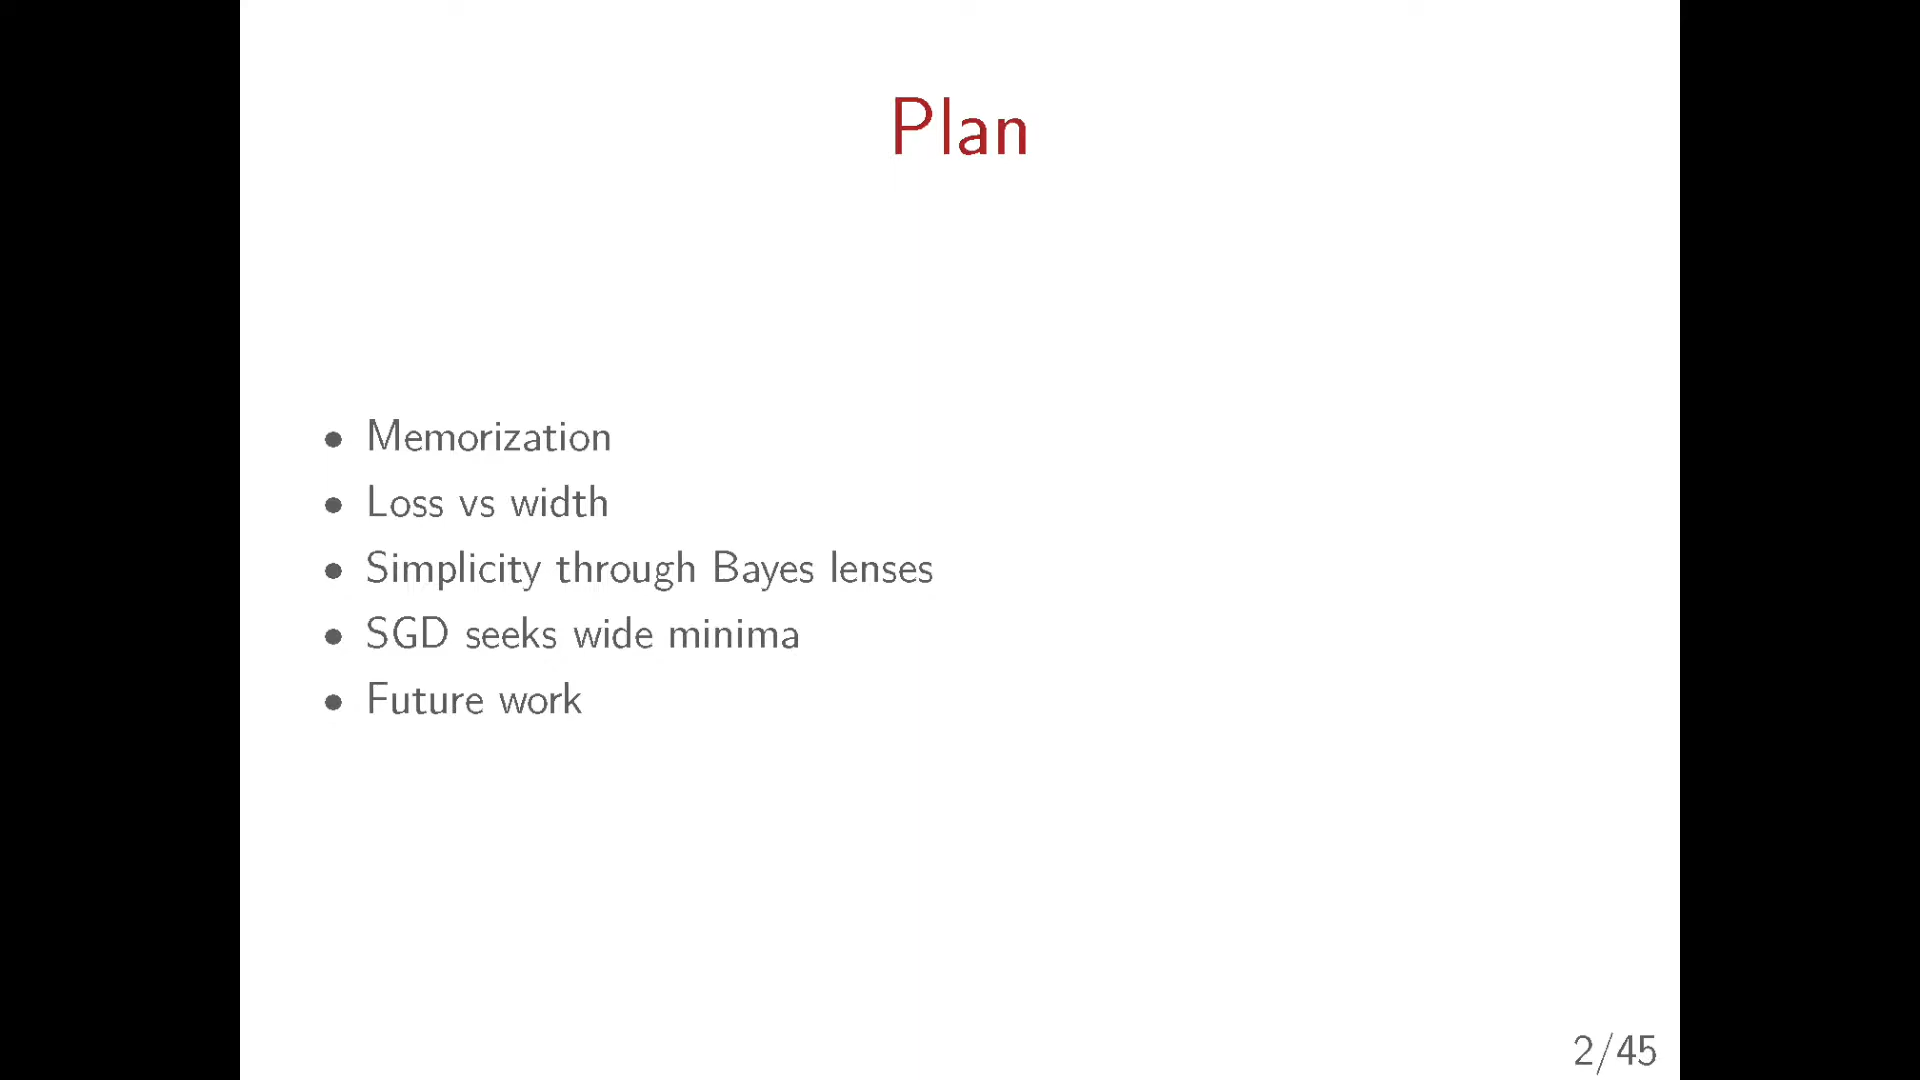 Plan
• Memorization
• Loss vs width
• Simplicity through Bayes lenses
• SGD seeks wide minima
• Future work
2/45